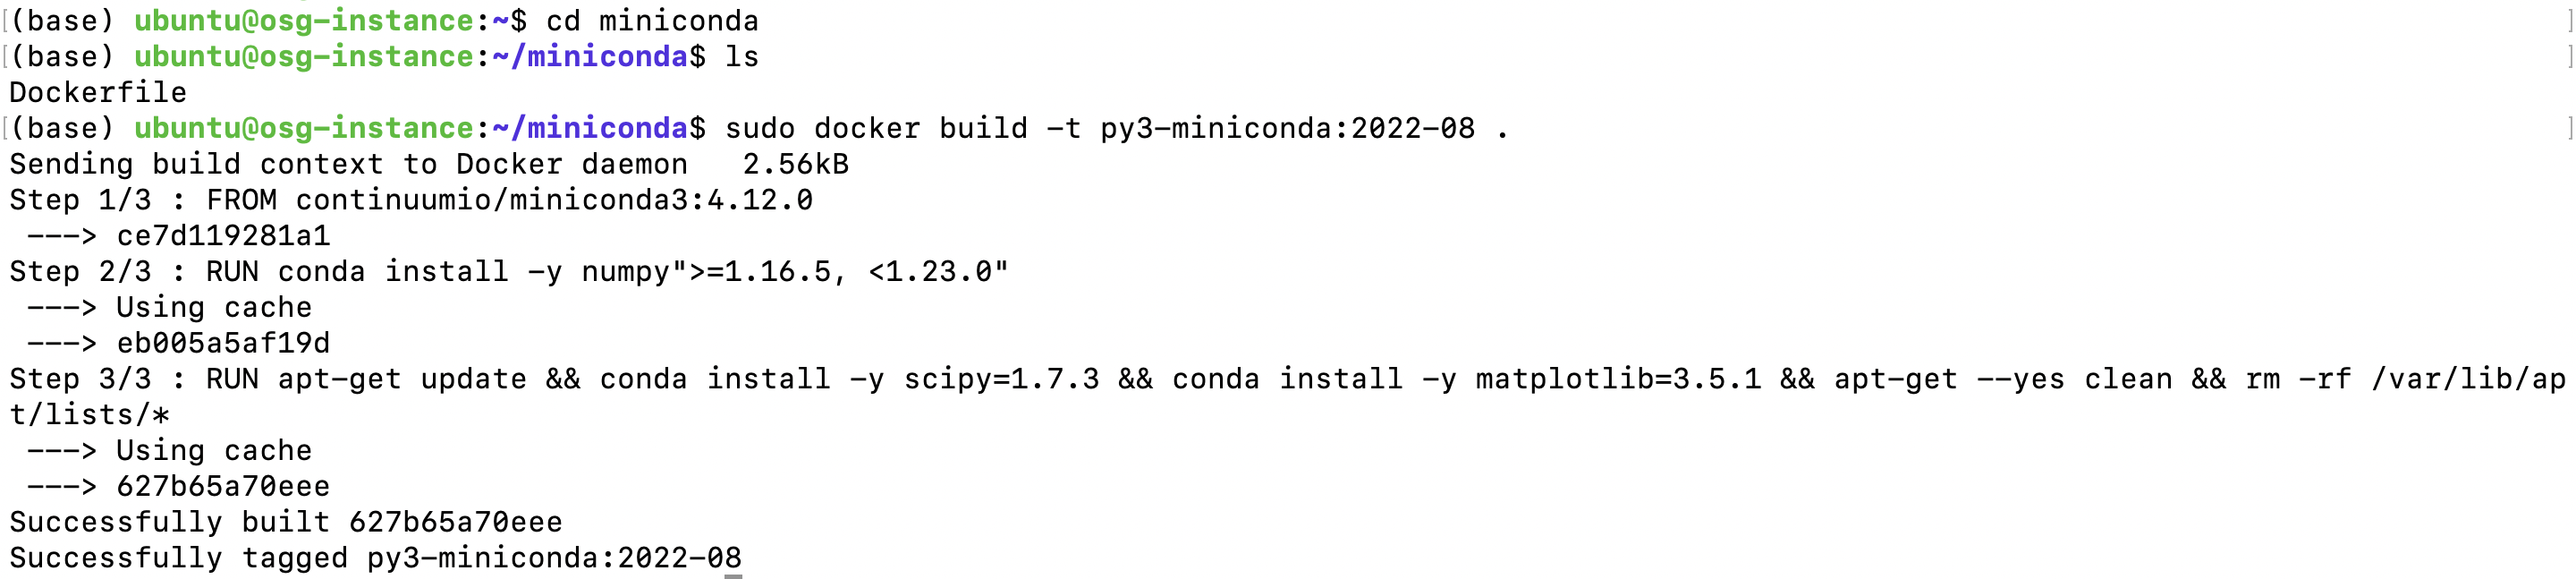 [(base) ubuntu@osg-instance:~$ cd miniconda ]
[(base) ubuntu@osg-instance:~/miniconda$ ls ]
Dockerfile
[(base) ubuntu@osg-instance:~/miniconda$ sudo docker build -t py3-miniconda:2022-08 . ]
Sending build context to Docker daemon   2.56kB
Step 1/3 : FROM continuumio/miniconda3:4.12.0
 ---> ce7d119281a1
Step 2/3 : RUN conda install -y numpy">=1.16.5, <1.23.0"
 ---> Using cache
 ---> eb005a5af19d
Step 3/3 : RUN apt-get update && conda install -y scipy=1.7.3 && conda install -y matplotlib=3.5.1 && apt-get --yes clean && rm -rf /var/lib/ap
t/lists/*
 ---> Using cache
 ---> 627b65a70eee
Successfully built 627b65a70eee
Successfully tagged py3-miniconda:2022-08